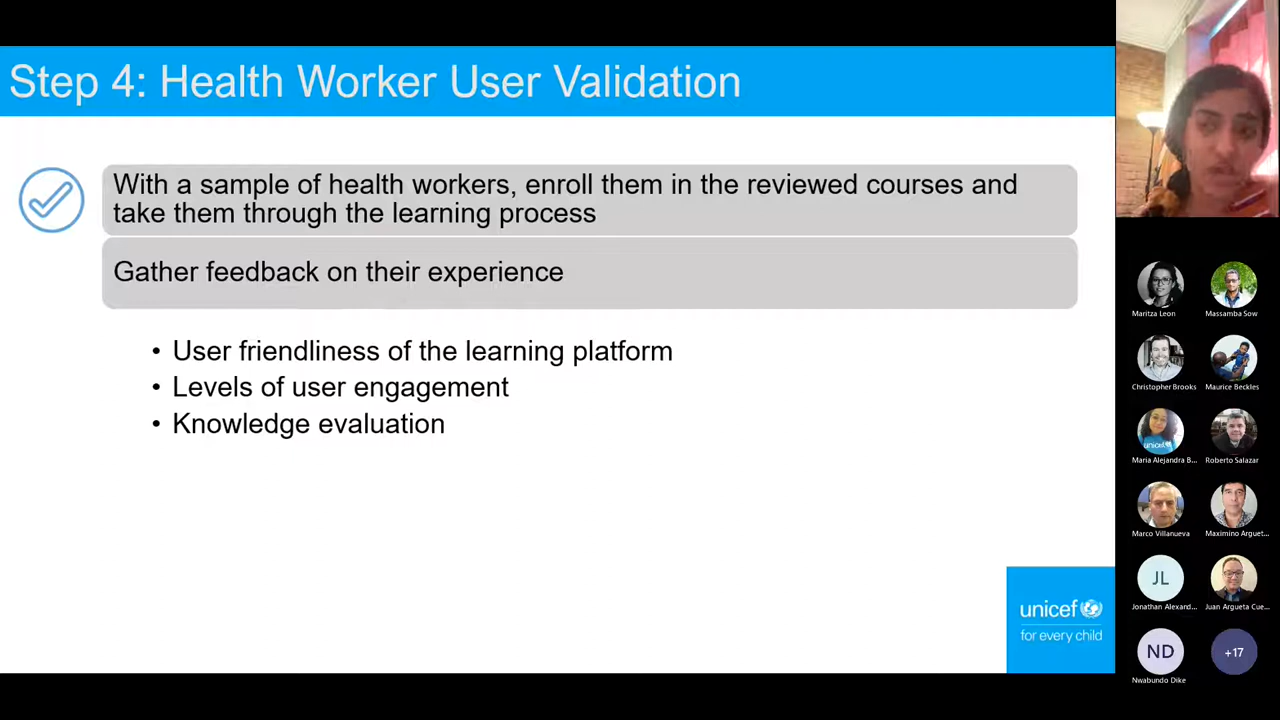 Step 4: Health Worker User Validation
With a sample of health workers, enroll them in the reviewed courses and
take them through the learning process
Gather feedback on their experience
• User friendliness of the learning platform
• Levels of user engagement
• Knowledge evaluation
unicef
for every child
Maritza Leon
Massamba Sow
Christopher Brooks
Maurice Beckles
unicef
Maria Alejandra B...
Roberto Salazar
Marco Villanueva
Maximino Arguet...
JL
Jonathan Alexand...
Juan Argueta Cue...
ND
Nwabundo Dike
+17